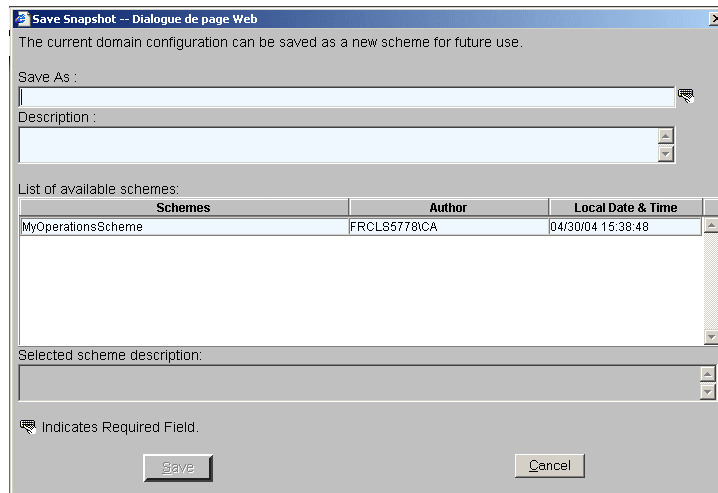 Save Snapshot -- Dialogue de page Web
The current domain configuration can be saved as a new scheme for future use.
Save As :
Description :
List of available schemes:
Schemes Author Local Date & Time
MyOperationsScheme FRCLS5778\CA 04/30/04 15:38:48
Selected scheme description:
Indicates Required Field.
Save Cancel